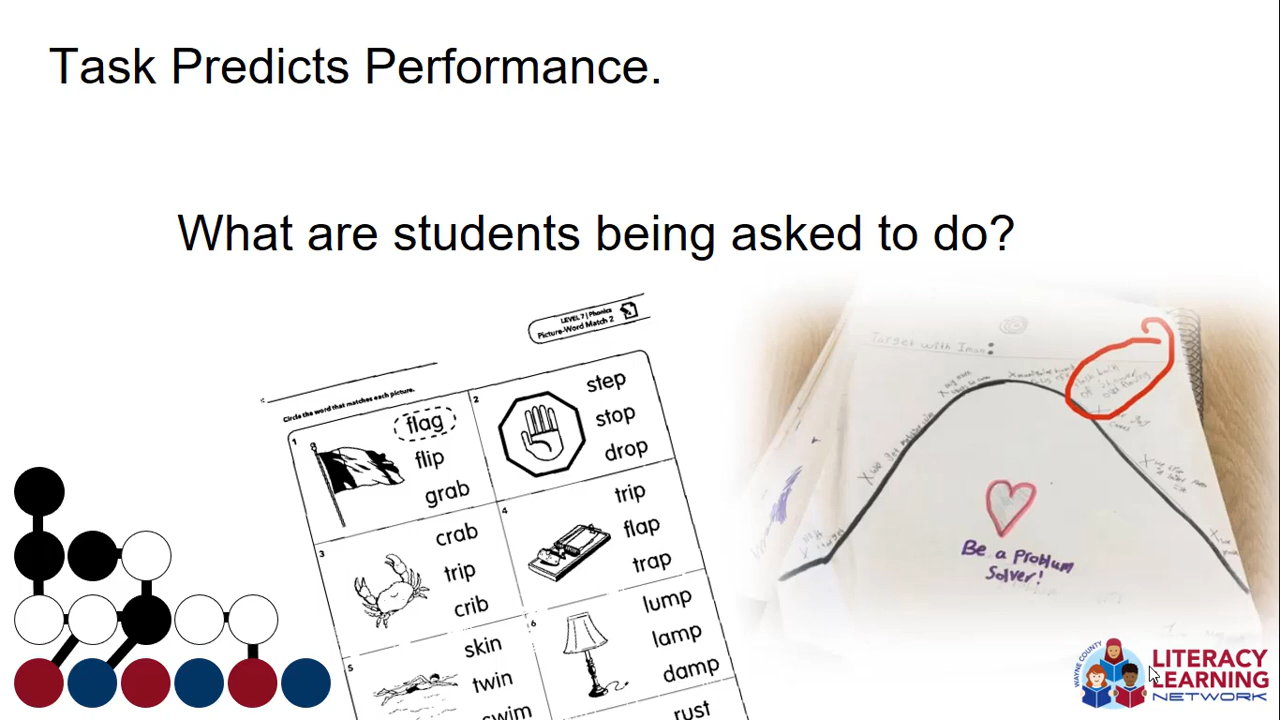 Task Predicts Performance.
What are students being asked to do?
LEVEL 7 | Phonics
Picture-Word Match 2
Circle the word that matches each picture.
1
flag
flip
grab
2
step
stop
drop
3
crab
trip
crib
4
trip
flap
trap
5
skin
twin
swim
6
lump
lamp
damp
rust
Target with Iman:
Be a Problum
Solver!
WAYNE COUNTY
LITERACY
LEARNING
NETWORK